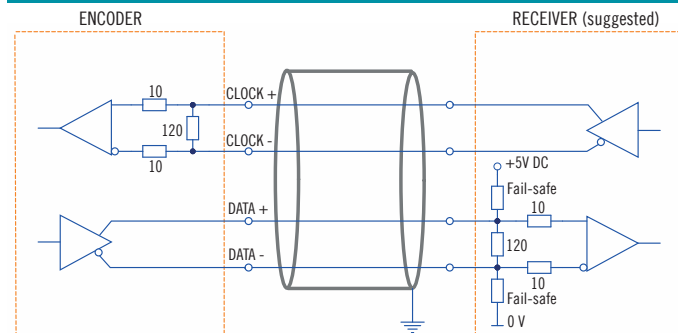 ENCODER
RECEIVER (suggested)
10
CLOCK +
120
CLOCK -
10
+5V DC
Fail-safe
10
DATA +
120
DATA -
10
Fail-safe
0 V